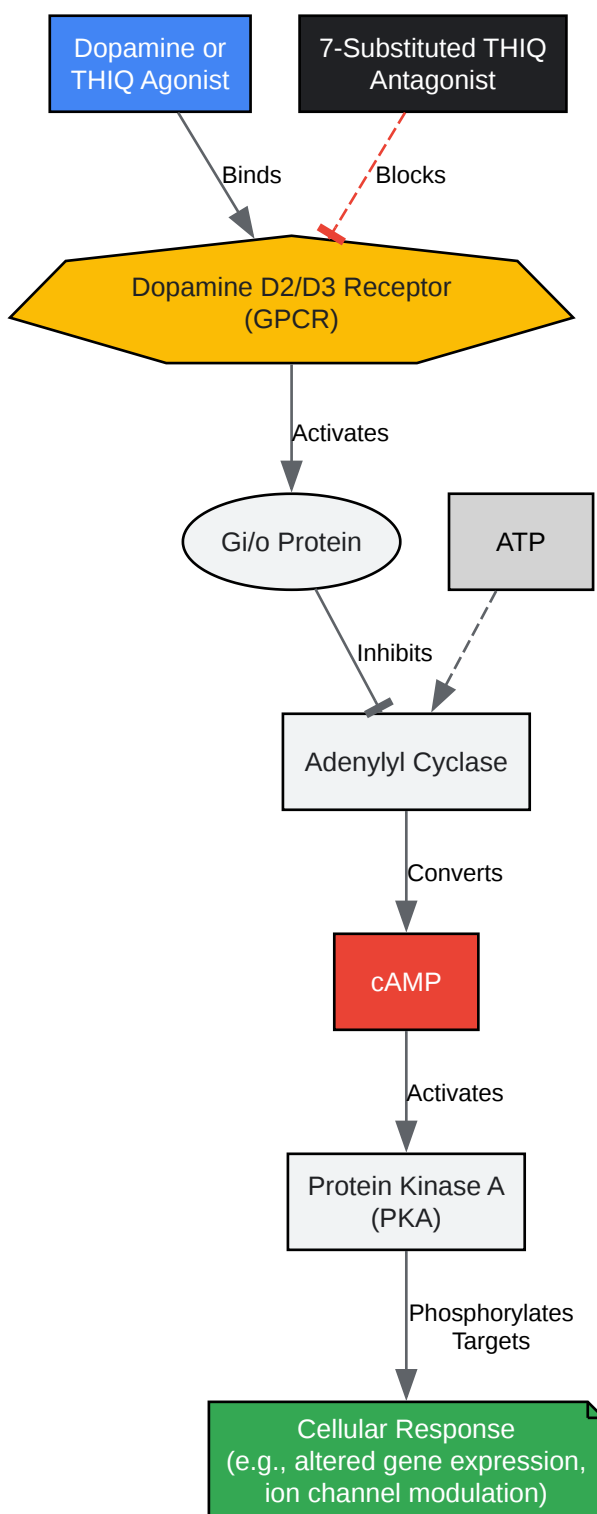 Dopamine or
THIQ Agonist
7-Substituted THIQ
Antagonist
Binds
Blocks
Dopamine D2/D3 Receptor
(GPCR)
Activates
Gi/o Protein
ATP
Inhibits
Adenylyl Cyclase
Converts
cAMP
Activates
Protein Kinase A
(PKA)
Phosphorylates
Targets
Cellular Response
(e.g., altered gene expression,
ion channel modulation)